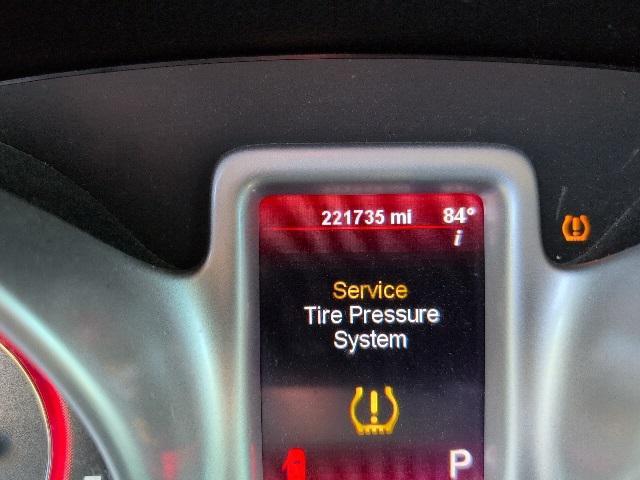 221735 mi 84°
i
Service
Tire Pressure
System
P